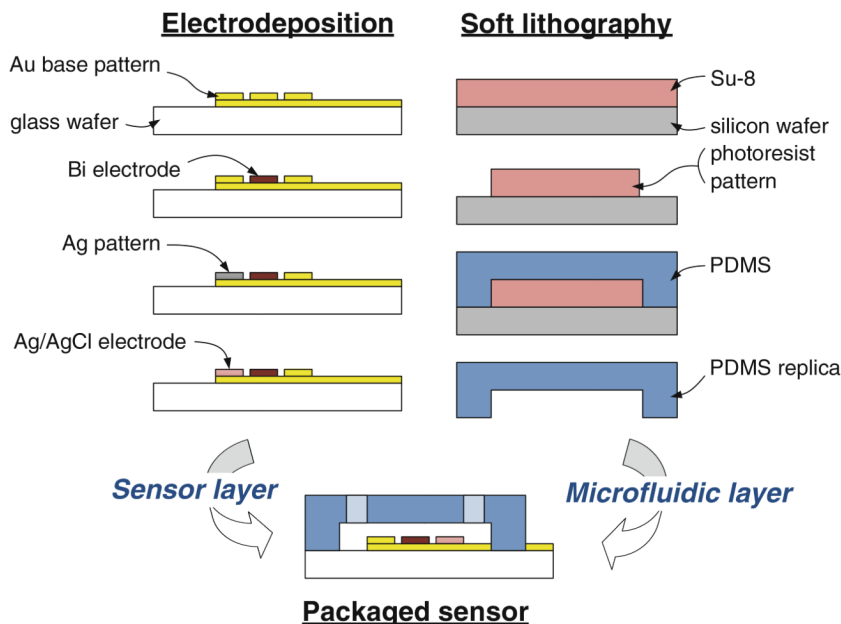 Electrodeposition
Au base pattern
glass wafer
Bi electrode
Ag pattern
Ag/AgCl electrode
Sensor layer
Soft lithography
Su-8
silicon wafer
photoresist
pattern
PDMS
PDMS replica
Microfluidic layer
Packaged sensor